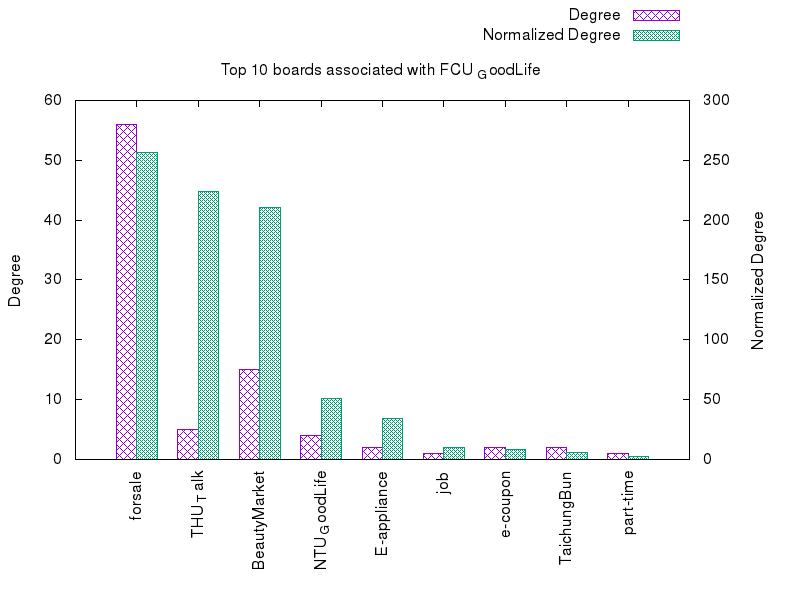 Degree
Normalized Degree
Top 10 boards associated with FCU_GoodLife
60
50
40
30
20
10
0
300
250
200
150
100
50
0
Degree
Normalized Degree
forsale
THU_Talk
BeautyMarket
NTU_GoodLife
E-appliance
job
e-coupon
TaichungBun
part-time